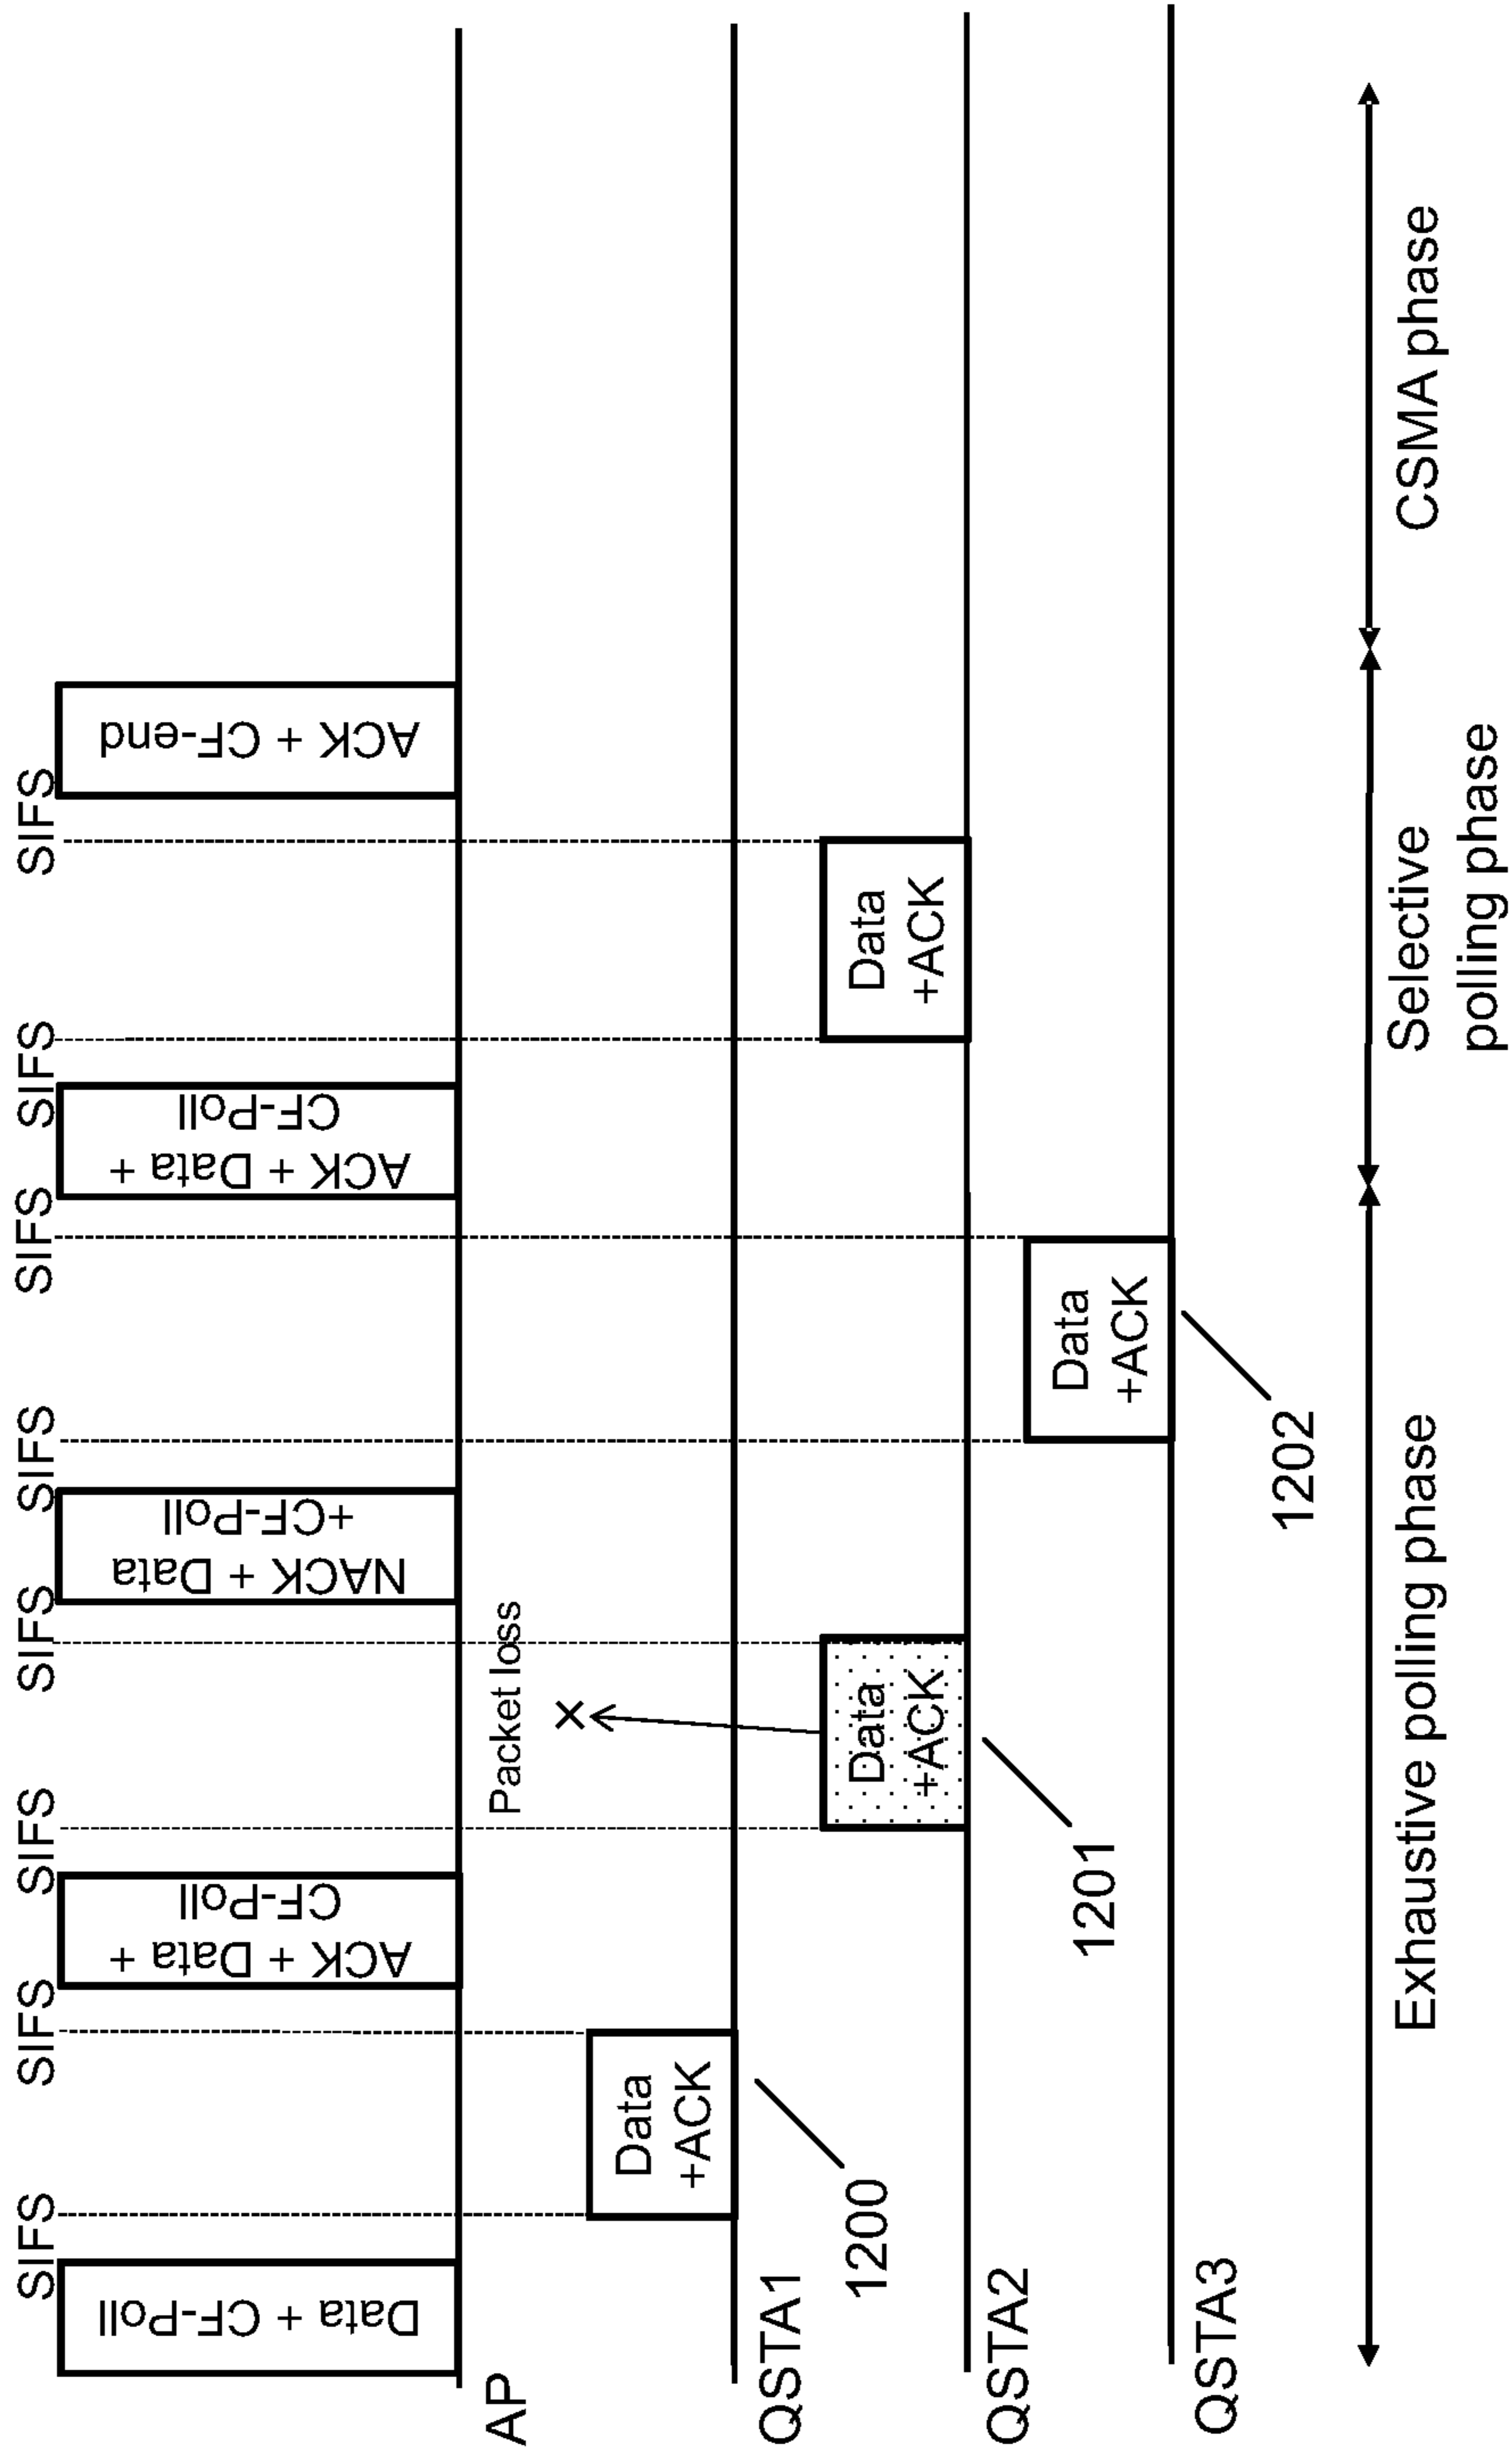 SIFS
SIFS
SIFS
SIFS
SIFS
SIFS
SIFS
SIFS
Data + CF-Poll
ACK + Data +
CF-Poll
NACK + Data
+CF-Poll
ACK + Data +
CF-Poll
ACK + CF-end
AP
Packet loss
Data
+ACK
QSTA1
1200
Data
+ACK
Data
+ACK
QSTA2
1201
Data
+ACK
QSTA3
1202
Exhaustive polling phase
Selective
polling phase
CSMA phase